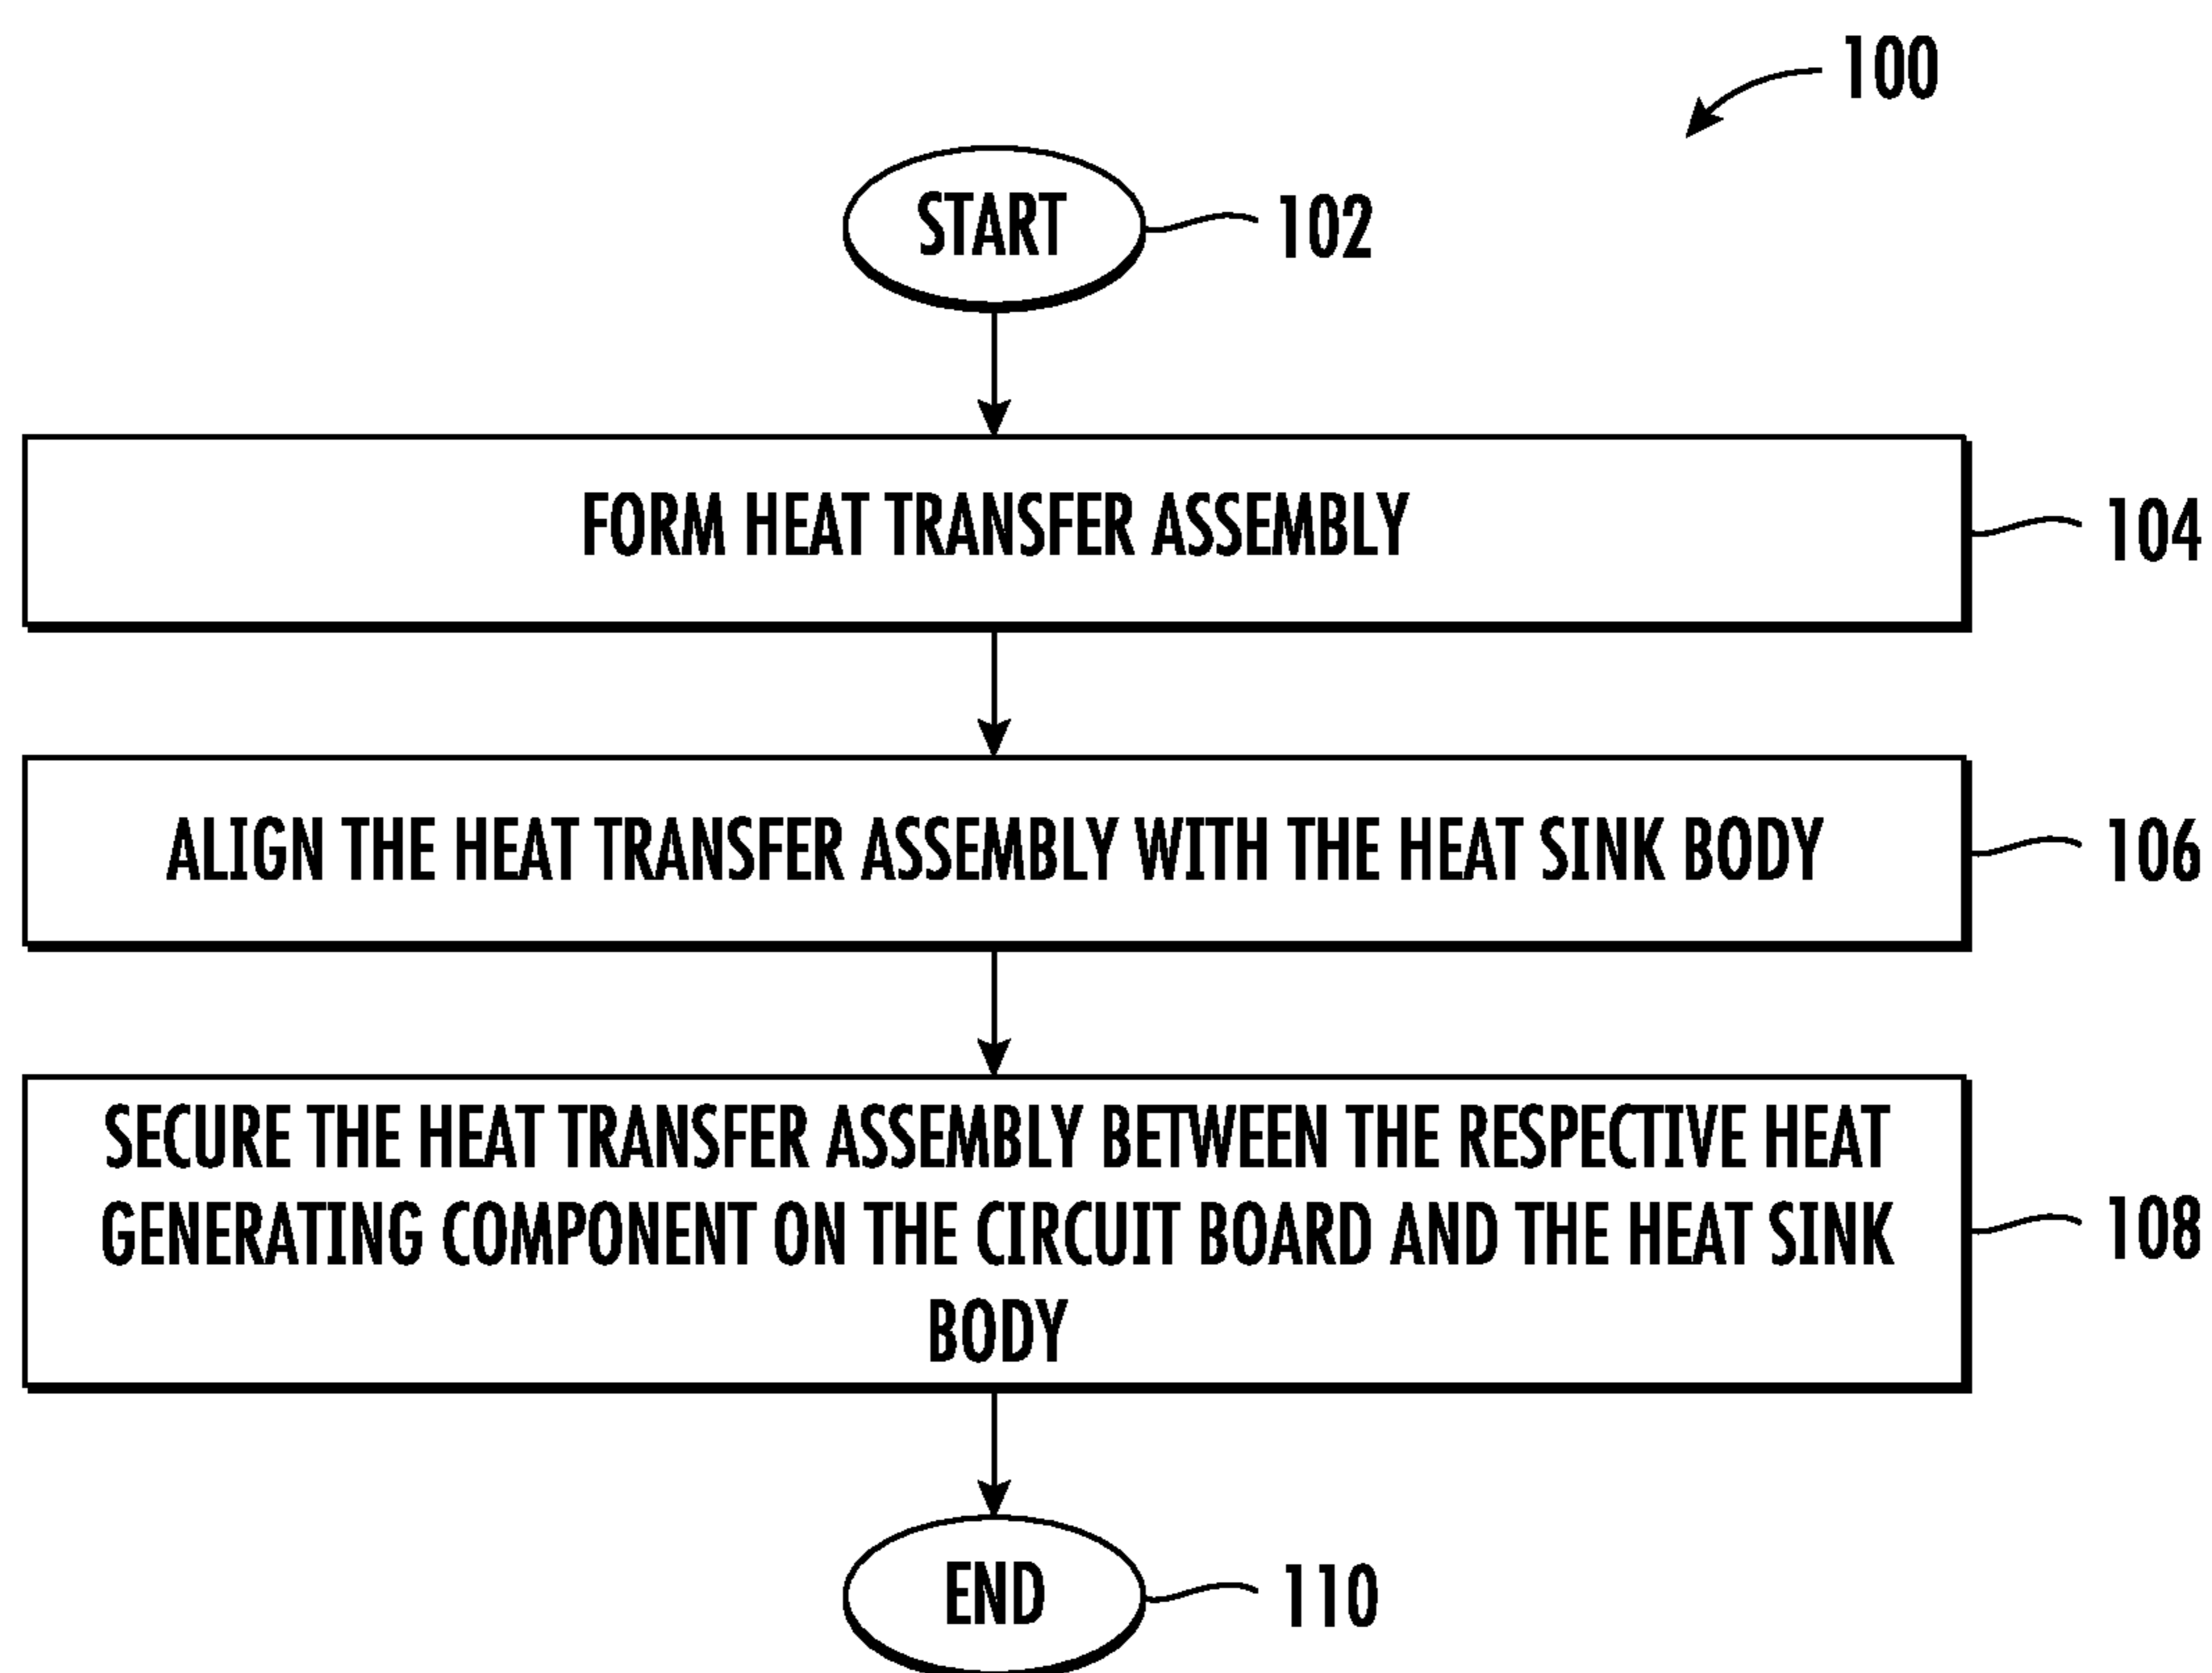 100
START
102
FORM HEAT TRANSFER ASSEMBLY
104
ALIGN THE HEAT TRANSFER ASSEMBLY WITH THE HEAT SINK BODY
106
SECURE THE HEAT TRANSFER ASSEMBLY BETWEEN THE RESPECTIVE HEAT
GENERATING COMPONENT ON THE CIRCUIT BOARD AND THE HEAT SINK
BODY
108
END
110